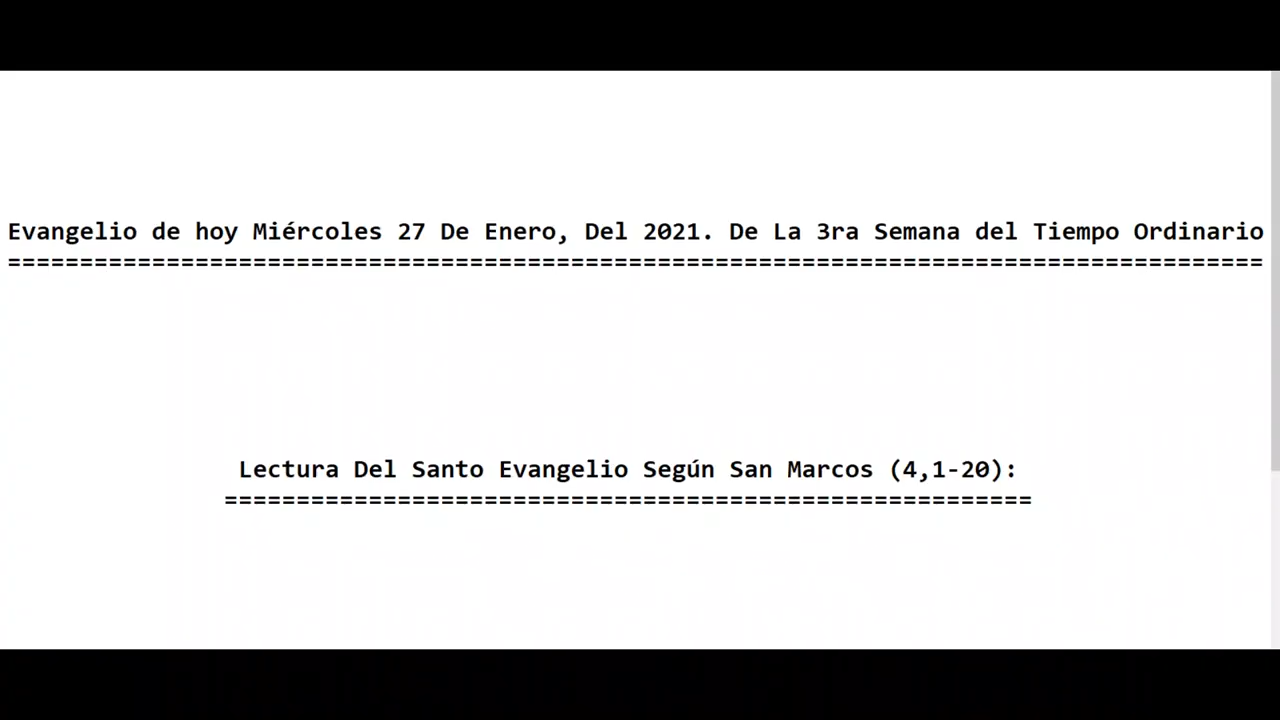 Evangelio de hoy Miércoles 27 De Enero, Del 2021. De La 3ra Semana del Tiempo Ordinario
=======================================================================================
Lectura Del Santo Evangelio Según San Marcos (4,1-20):
========================================================